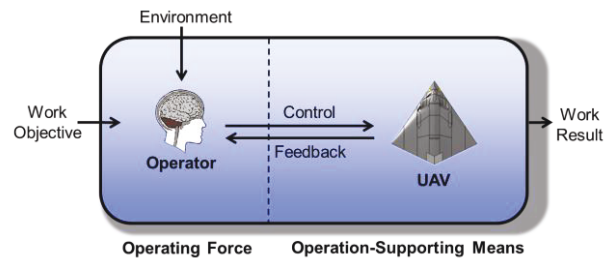 Environment
Work
Objective
Operator
Control
Feedback
UAV
Work
Result
Operating Force
Operation-Supporting Means